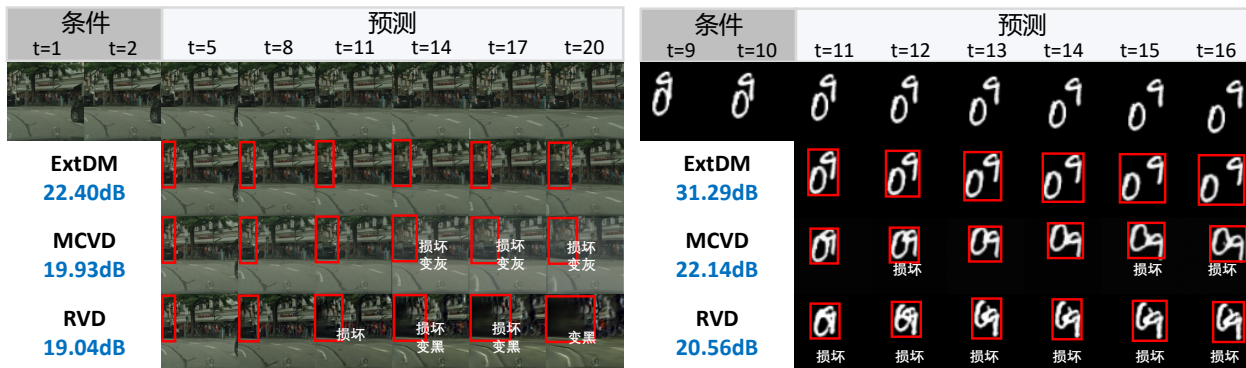 条件 预测
t=1 t=2 t=5 t=8 t=11 t=14 t=17 t=20
ExtDM
22.40dB
MCVD
19.93dB
损坏 损坏 损坏
变灰 变灰 变灰
RVD
19.04dB
损坏 损坏 损坏 变黑
变黑 变黑
条件 预测
t=9 t=10 t=11 t=12 t=13 t=14 t=15 t=16
ExtDM
31.29dB
MCVD
22.14dB
损坏 损坏 损坏
RVD
20.56dB
损坏 损坏 损坏 损坏 损坏 损坏